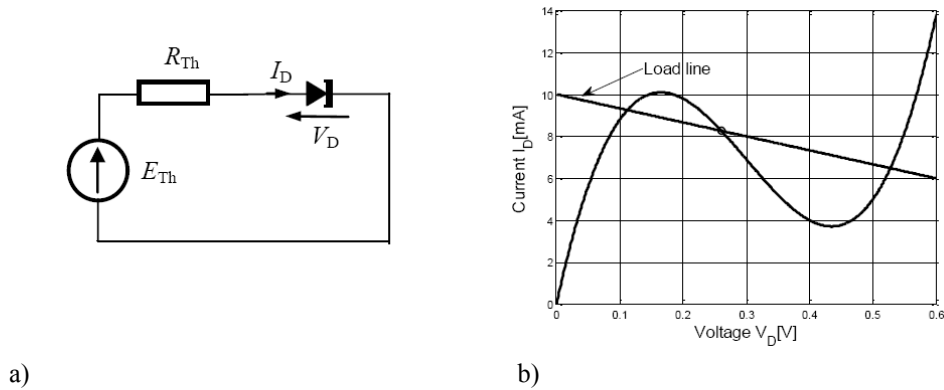 R_Th
I_D
V_D
E_Th
a)
14
12
10
8
6
4
2
0
Current I_D[mA]
Load line
0
0.1
0.2
0.3
0.4
0.5
0.6
Voltage V_D[V]
b)